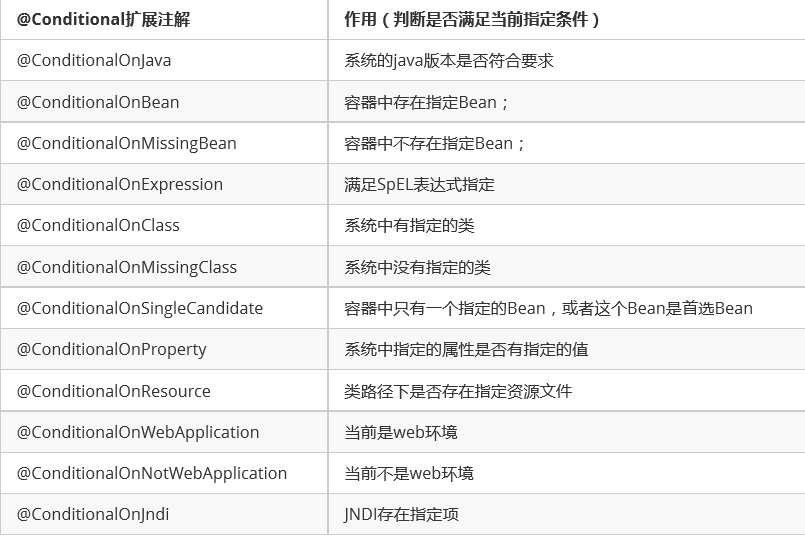 @Conditional扩展注解 作用（判断是否满足当前指定条件）
@ConditionalOnJava 系统的java版本是否符合要求
@ConditionalOnBean 容器中存在指定Bean；
@ConditionalOnMissingBean 容器中不存在指定Bean；
@ConditionalOnExpression 满足SpEL表达式指定
@ConditionalOnClass 系统中有指定的类
@ConditionalOnMissingClass 系统中没有指定的类
@ConditionalOnSingleCandidate 容器中只有一个指定的Bean，或者这个Bean是首选Bean
@ConditionalOnProperty 系统中指定的属性是否有指定的值
@ConditionalOnResource 类路径下是否存在指定资源文件
@ConditionalOnWebApplication 当前是web环境
@ConditionalOnNotWebApplication 当前不是web环境
@ConditionalOnJndi JNDI存在指定项